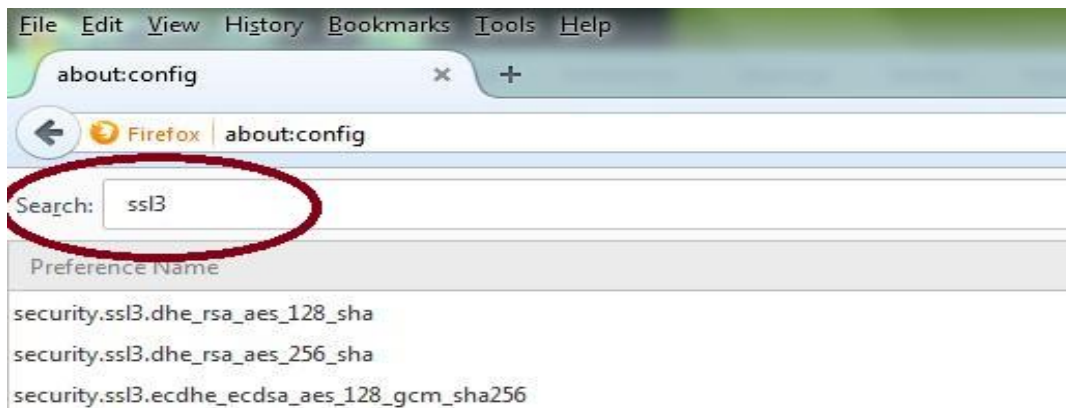 File Edit View History Bookmarks Tools Help
about:config
Firefox about:config
Search: ssl3
Preference Name
security.ssl3.dhe_rsa_aes_128_sha
security.ssl3.dhe_rsa_aes_256_sha
security.ssl3.ecdhe_ecdsa_aes_128_gcm_sha256